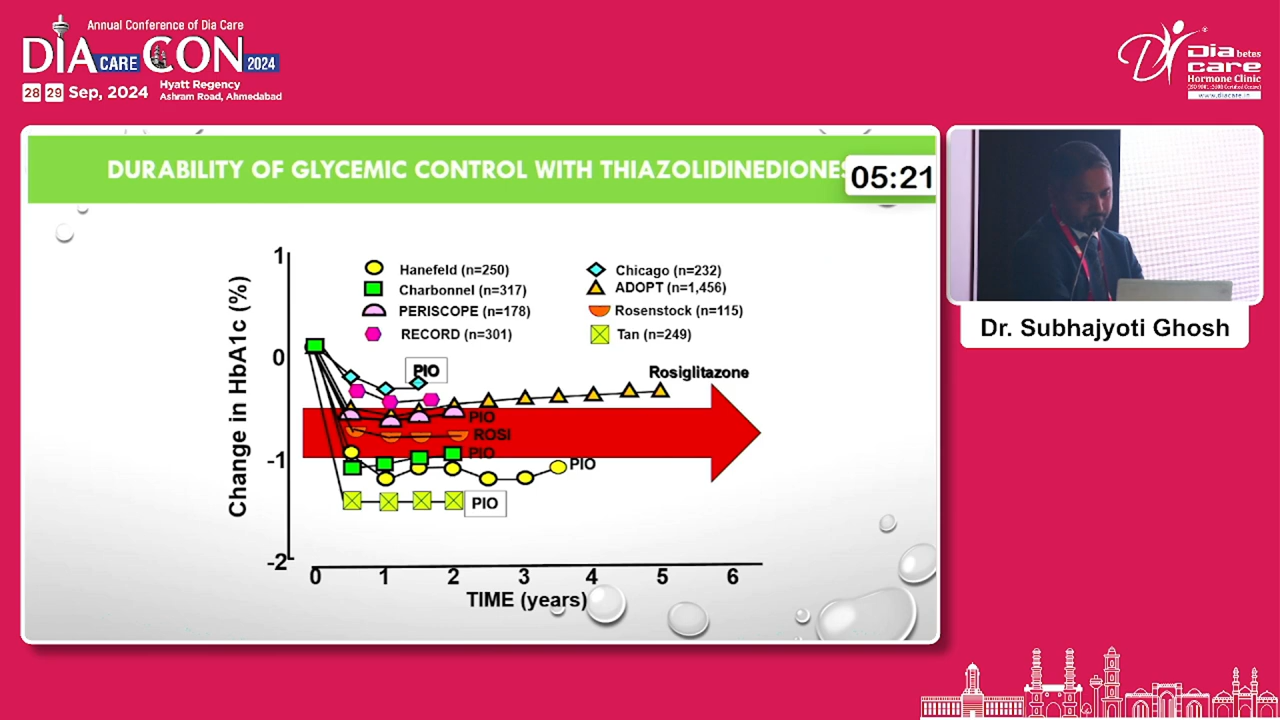 Annual Conference of Dia Care
DIA CARE CON 2024
28 29 Sep, 2024
Hyatt Regency
Ashram Road, Ahmedabad
Dia betes
care
Hormone Clinic
www.diacare.in
DURABILITY OF GLYCEMIC CONTROL WITH THIAZOLIDINEDIONES
05:21
Dr. Subhajyoti Ghosh
Change in HbA1c (%)
1
0
-1
-2
Hanefeld (n=250)
Charbonnel (n=317)
PERISCOPE (n=178)
RECORD (n=301)
Chicago (n=232)
ADOPT (n=1,456)
Rosenstock (n=115)
Tan (n=249)
PIO
Rosiglitazone
PIO
ROSI
PIO
PIO
PIO
0 1 2 3 4 5 6
TIME (years)